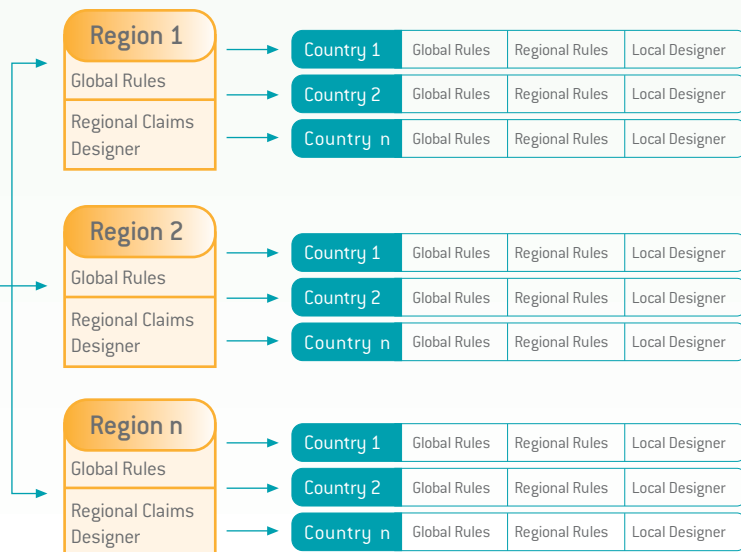 Region 1
Global Rules
Regional Claims
Designer
Country 1 Global Rules Regional Rules Local Designer
Country 2 Global Rules Regional Rules Local Designer
Country n Global Rules Regional Rules Local Designer
Region 2
Global Rules
Regional Claims
Designer
Country 1 Global Rules Regional Rules Local Designer
Country 2 Global Rules Regional Rules Local Designer
Country n Global Rules Regional Rules Local Designer
Region n
Global Rules
Regional Claims
Designer
Country 1 Global Rules Regional Rules Local Designer
Country 2 Global Rules Regional Rules Local Designer
Country n Global Rules Regional Rules Local Designer